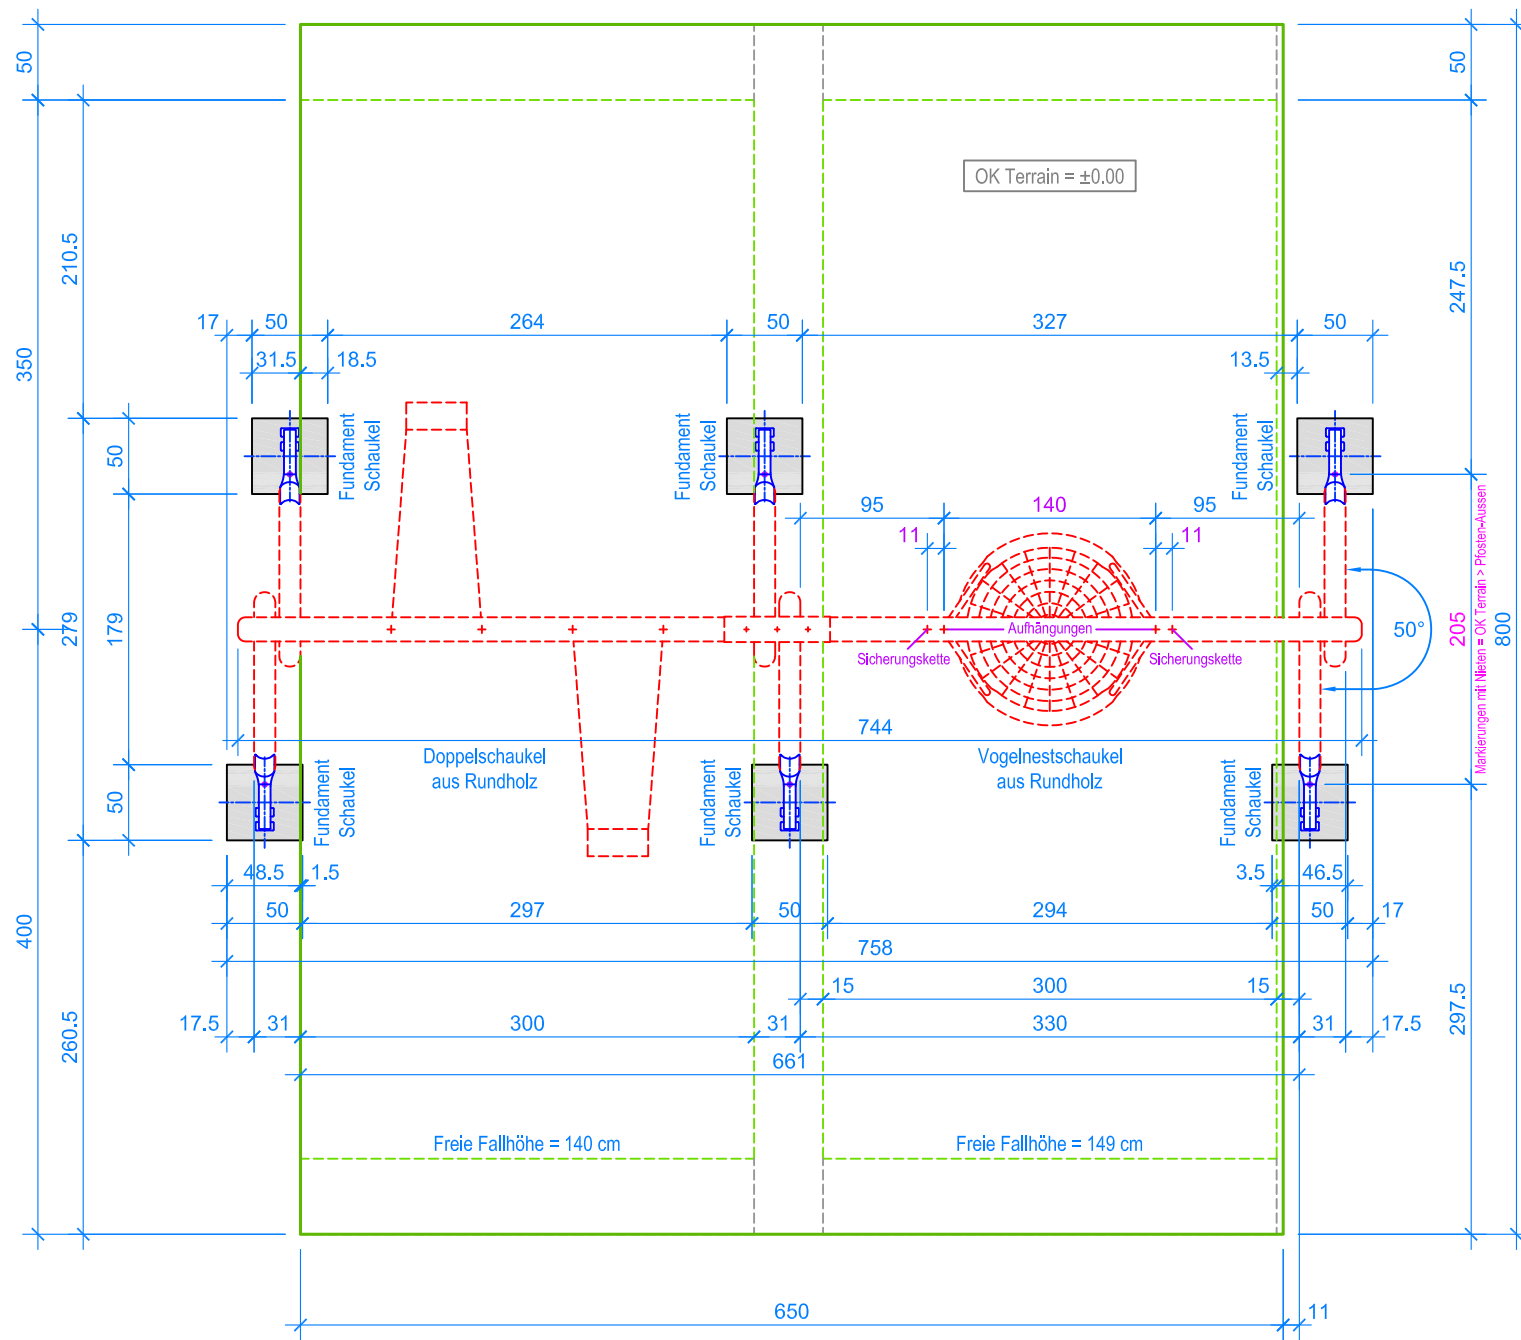 50
50
OK Terrain = ±0.00
210.5
247.5
350
17
50
264
50
327
50
31.5
18.5
13.5
Fundament
Schaukel
Fundament
Schaukel
Fundament
Schaukel
50
95
140
95
11
11
279
179
Aufhängungen
Sicherungskette
Sicherungskette
50°
205
Markierungen mit Nieten = OK Terrain > Pfosten-Aussen
800
744
Doppelschaukel
aus Rundholz
Vogelnestschaukel
aus Rundholz
50
Fundament
Schaukel
Fundament
Schaukel
Fundament
Schaukel
48.5
1.5
3.5
46.5
400
50
297
50
294
50
17
758
15
300
15
260.5
297.5
17.5
31
300
31
330
31
17.5
661
Freie Fallhöhe = 140 cm
Freie Fallhöhe = 149 cm
650
11